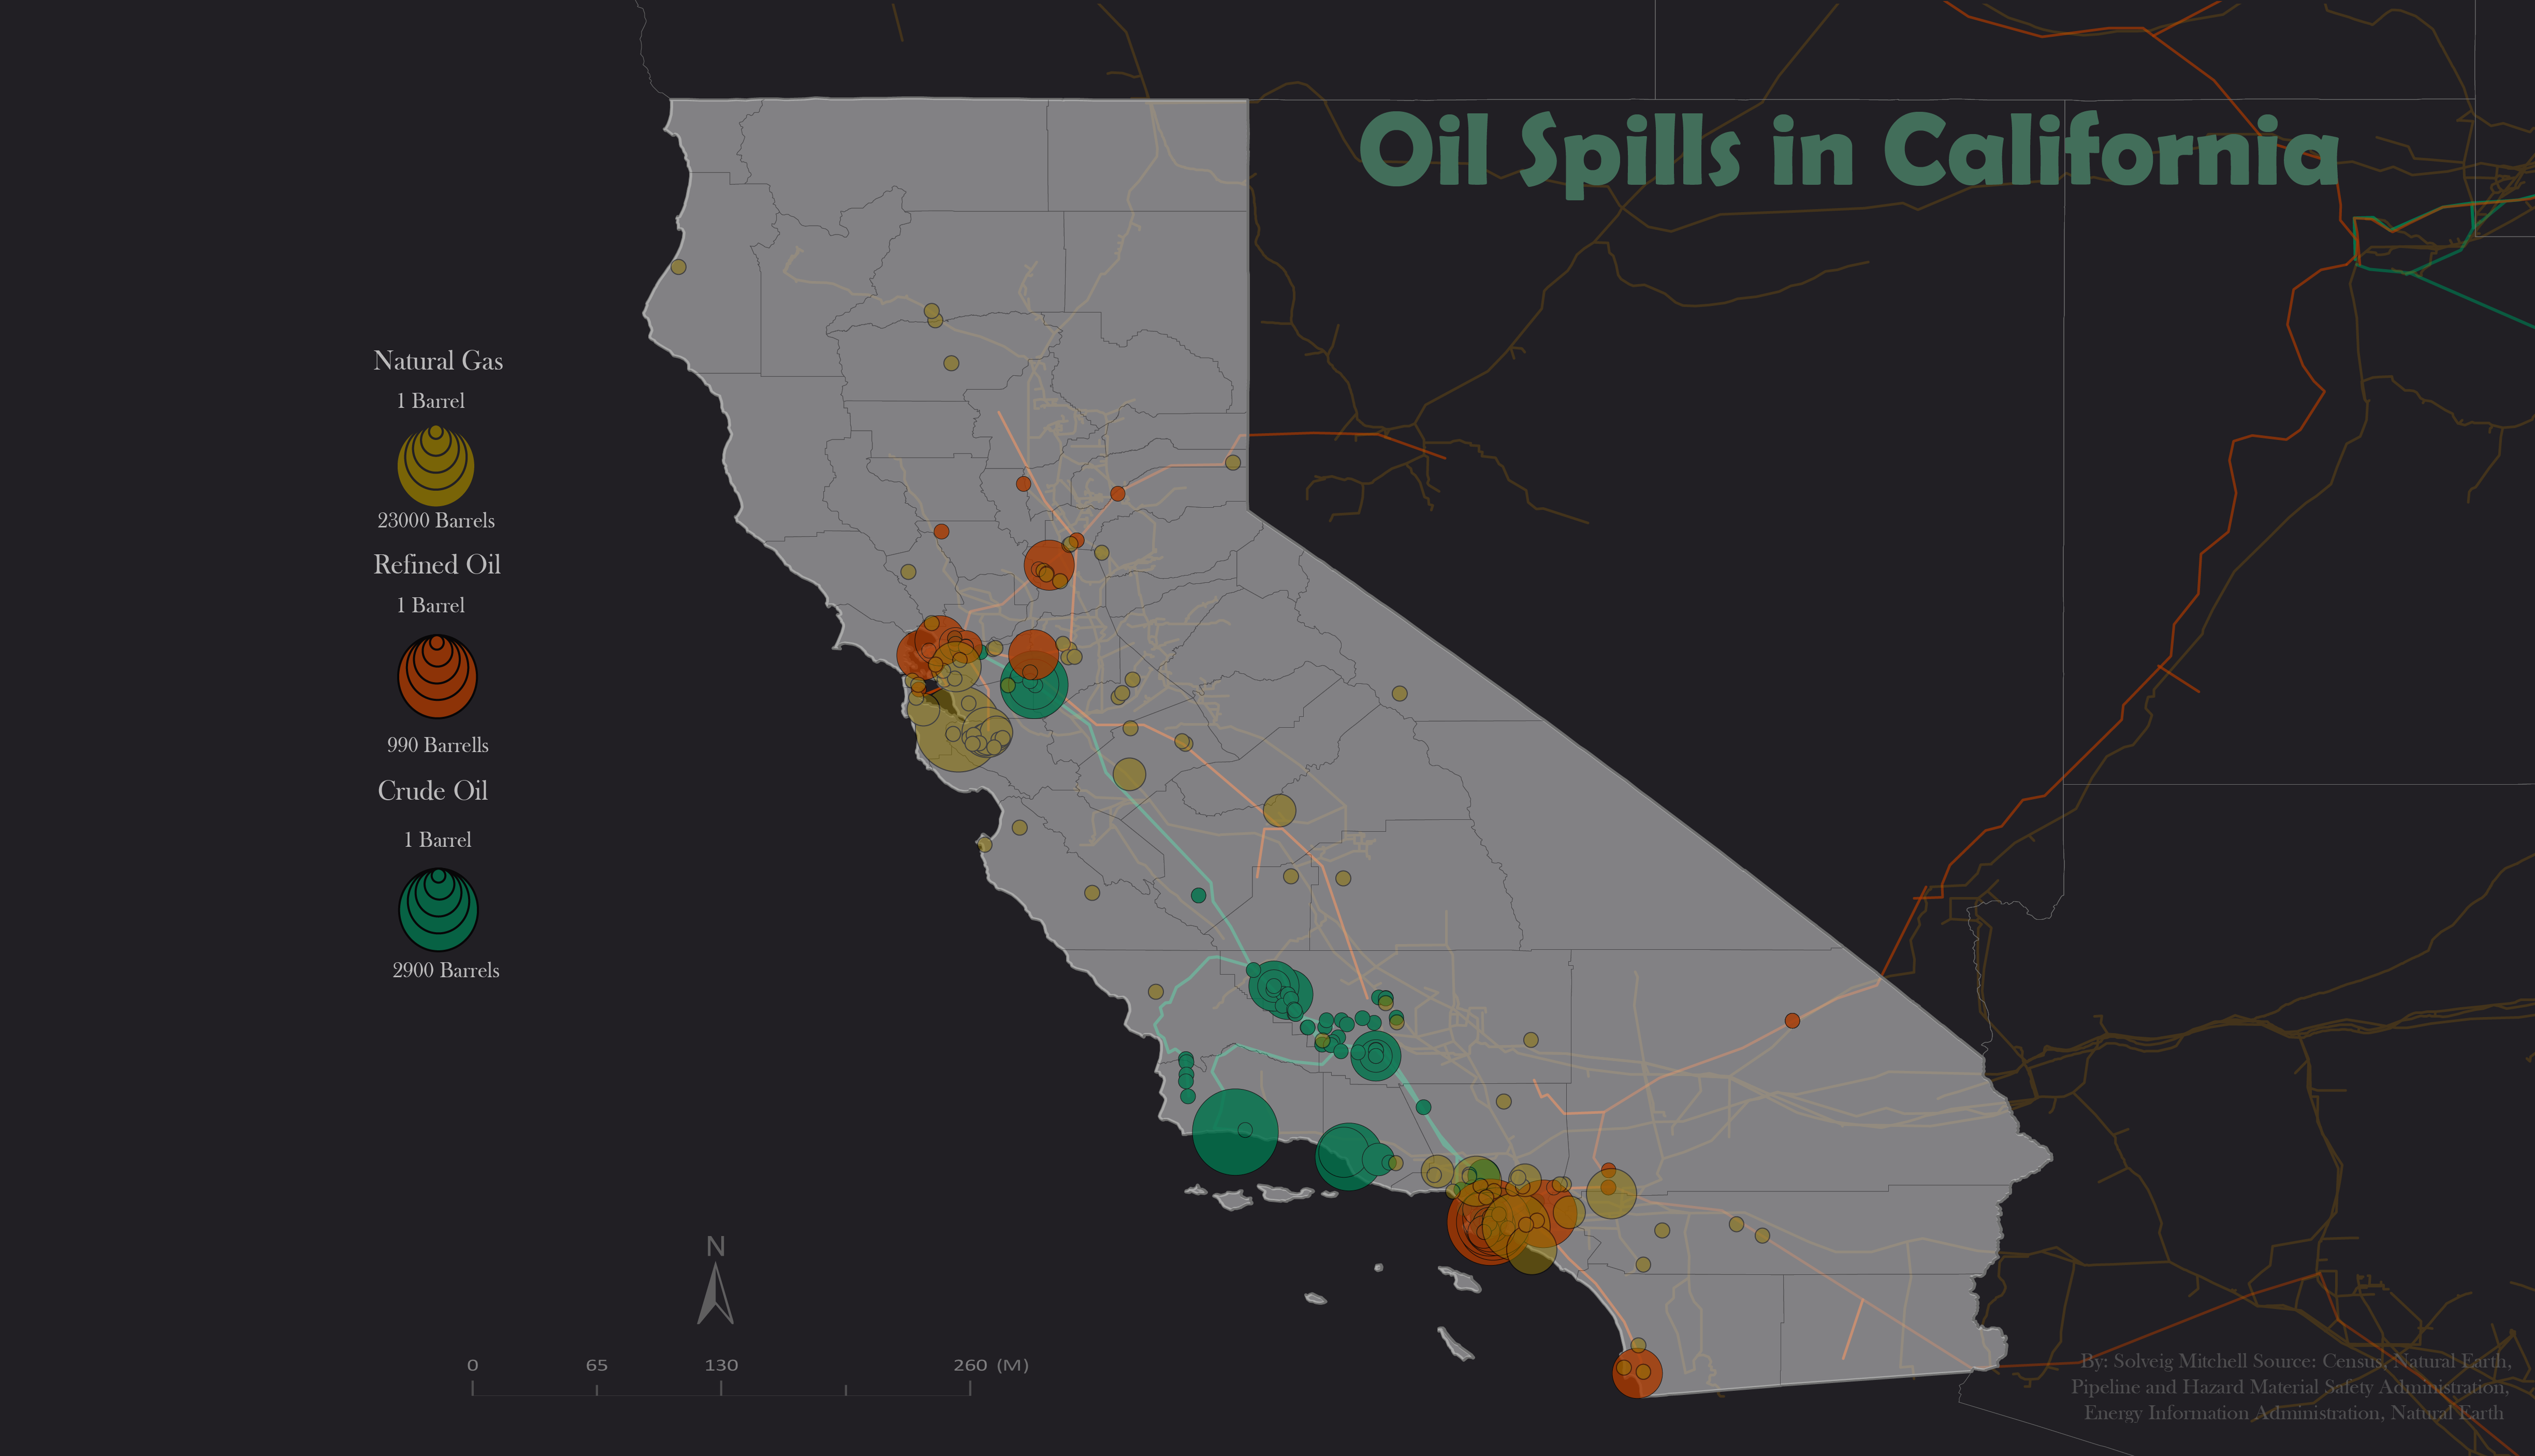 Oil Spills in California
Natural Gas
1 Barrel
23000 Barrels
Refined Oil
1 Barrel
990 Barrells
Crude Oil
1 Barrel
2900 Barrels
N
0 65 130 260 (M)
By: Solveig Mitchell Source: Census, Natural Earth,
Pipeline and Hazard Material Safety Administration,
Energy Information Administration, Natural Earth